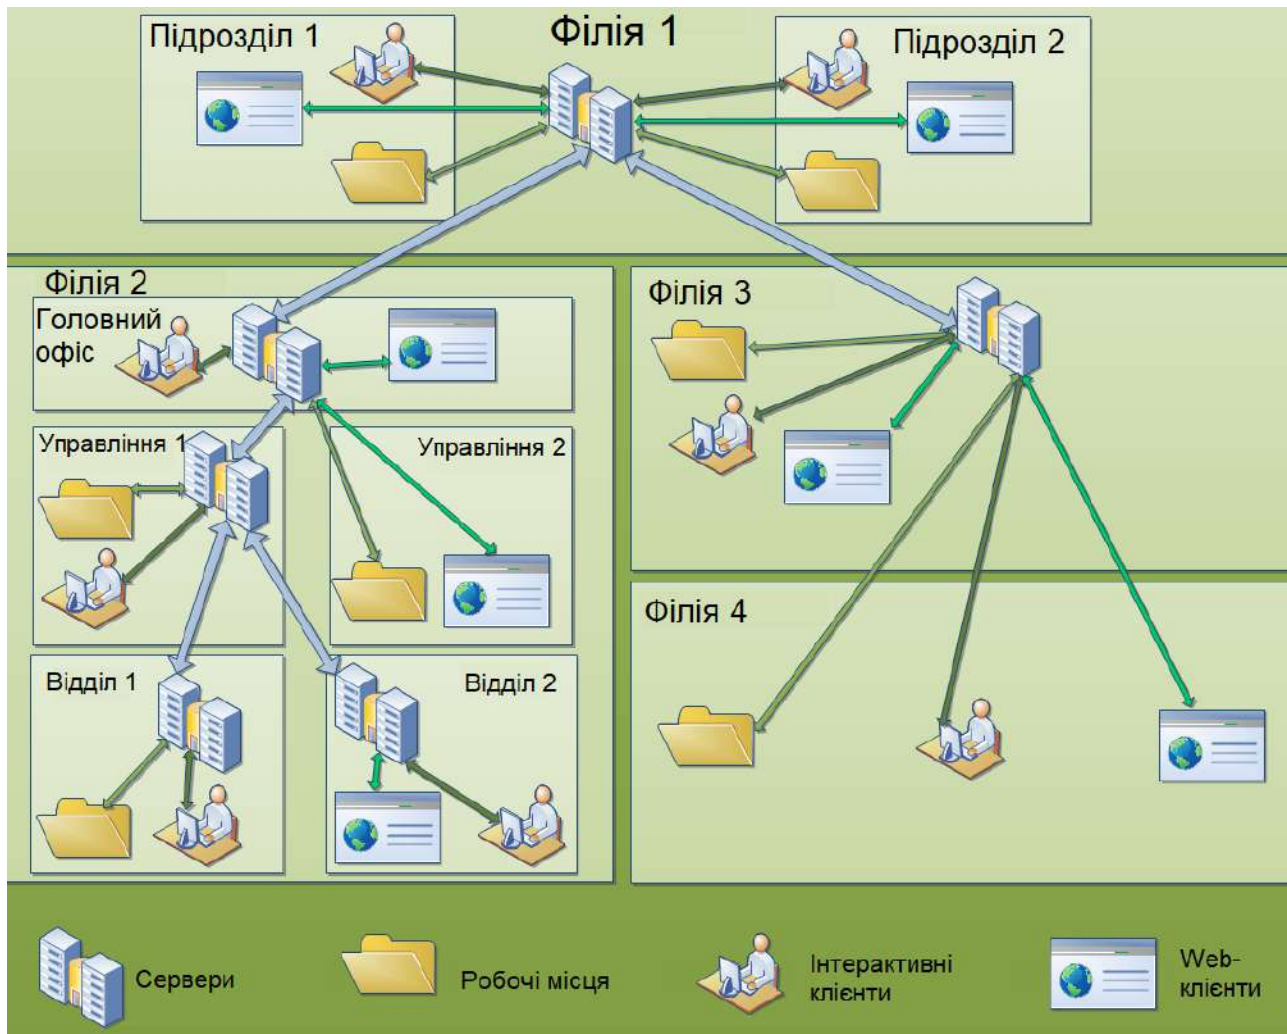 Філія 1
Підрозділ 1
Підрозділ 2
Філія 2
Головний
офіс
Управління 1
Управління 2
Відділ 1
Відділ 2
Філія 3
Філія 4
Сервери
Робочі місця
Інтерактивні
клієнти
Web-
клієнти